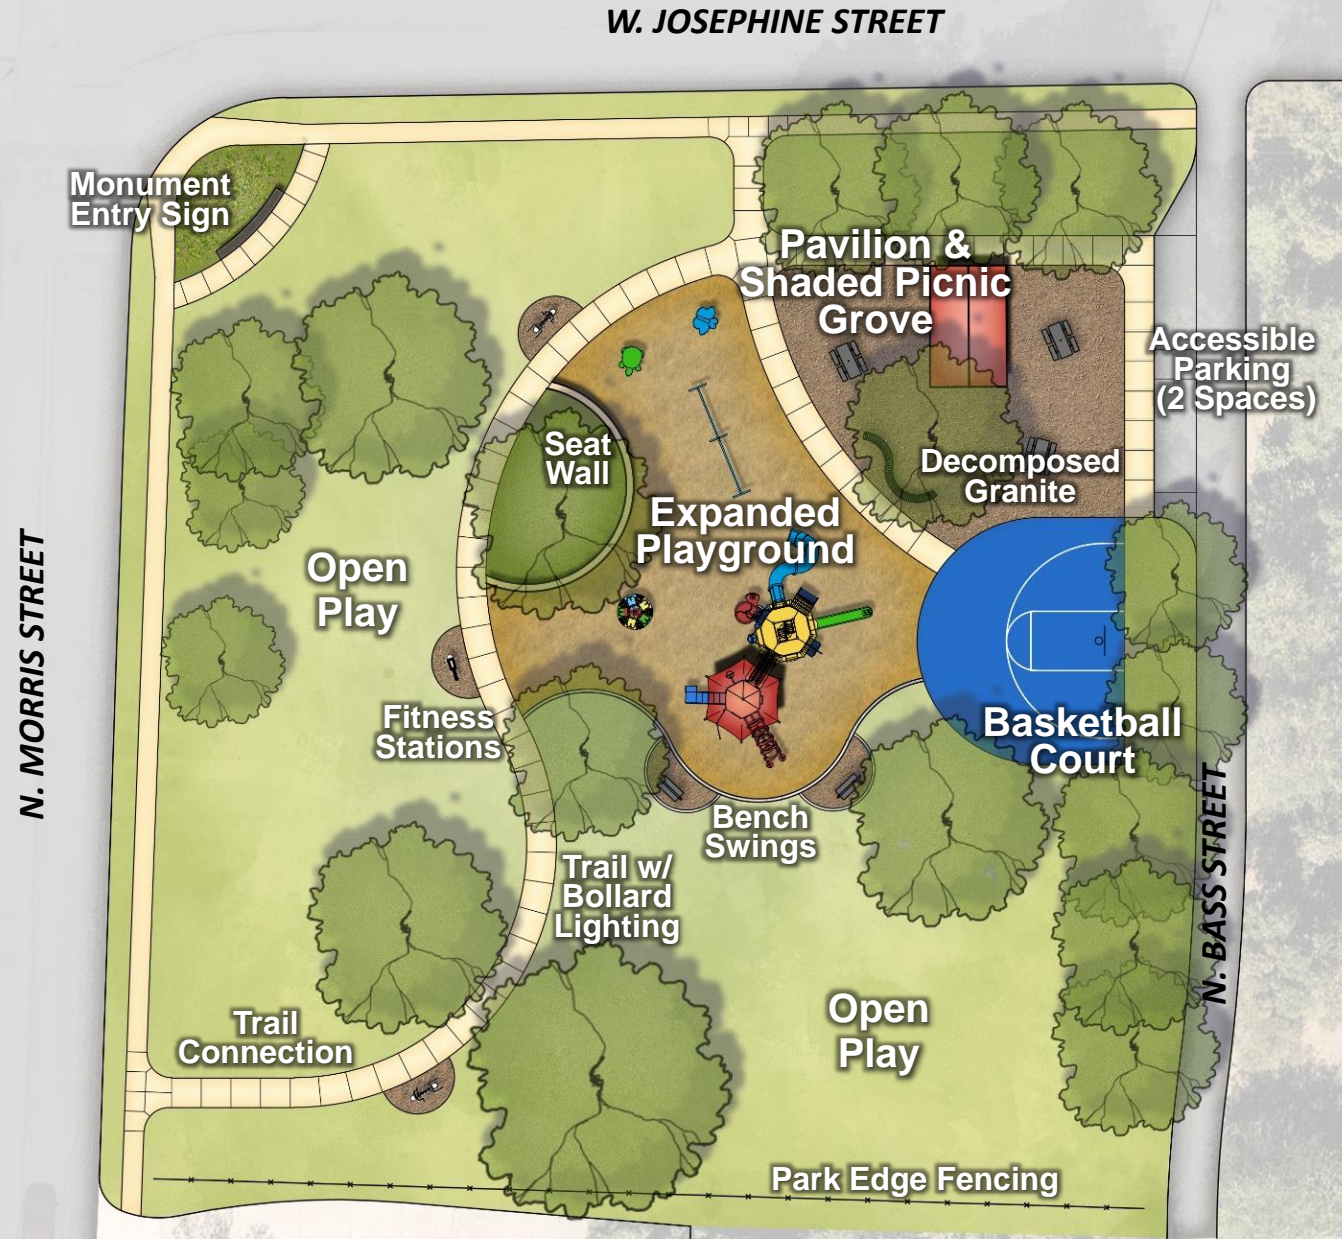 W. JOSEPHINE STREET
Monument
Entry Sign
Pavilion &
Shaded Picnic
Grove
Accessible
Parking
(2 Spaces)
Seat
Wall
Decomposed
Granite
Expanded
Playground
Open
Play
N. MORRIS STREET
Fitness
Stations
Basketball
Court
Bench
Swings
Trail w/
Bollard
Lighting
N. BASS STREET
Open
Play
Trail
Connection
Park Edge Fencing